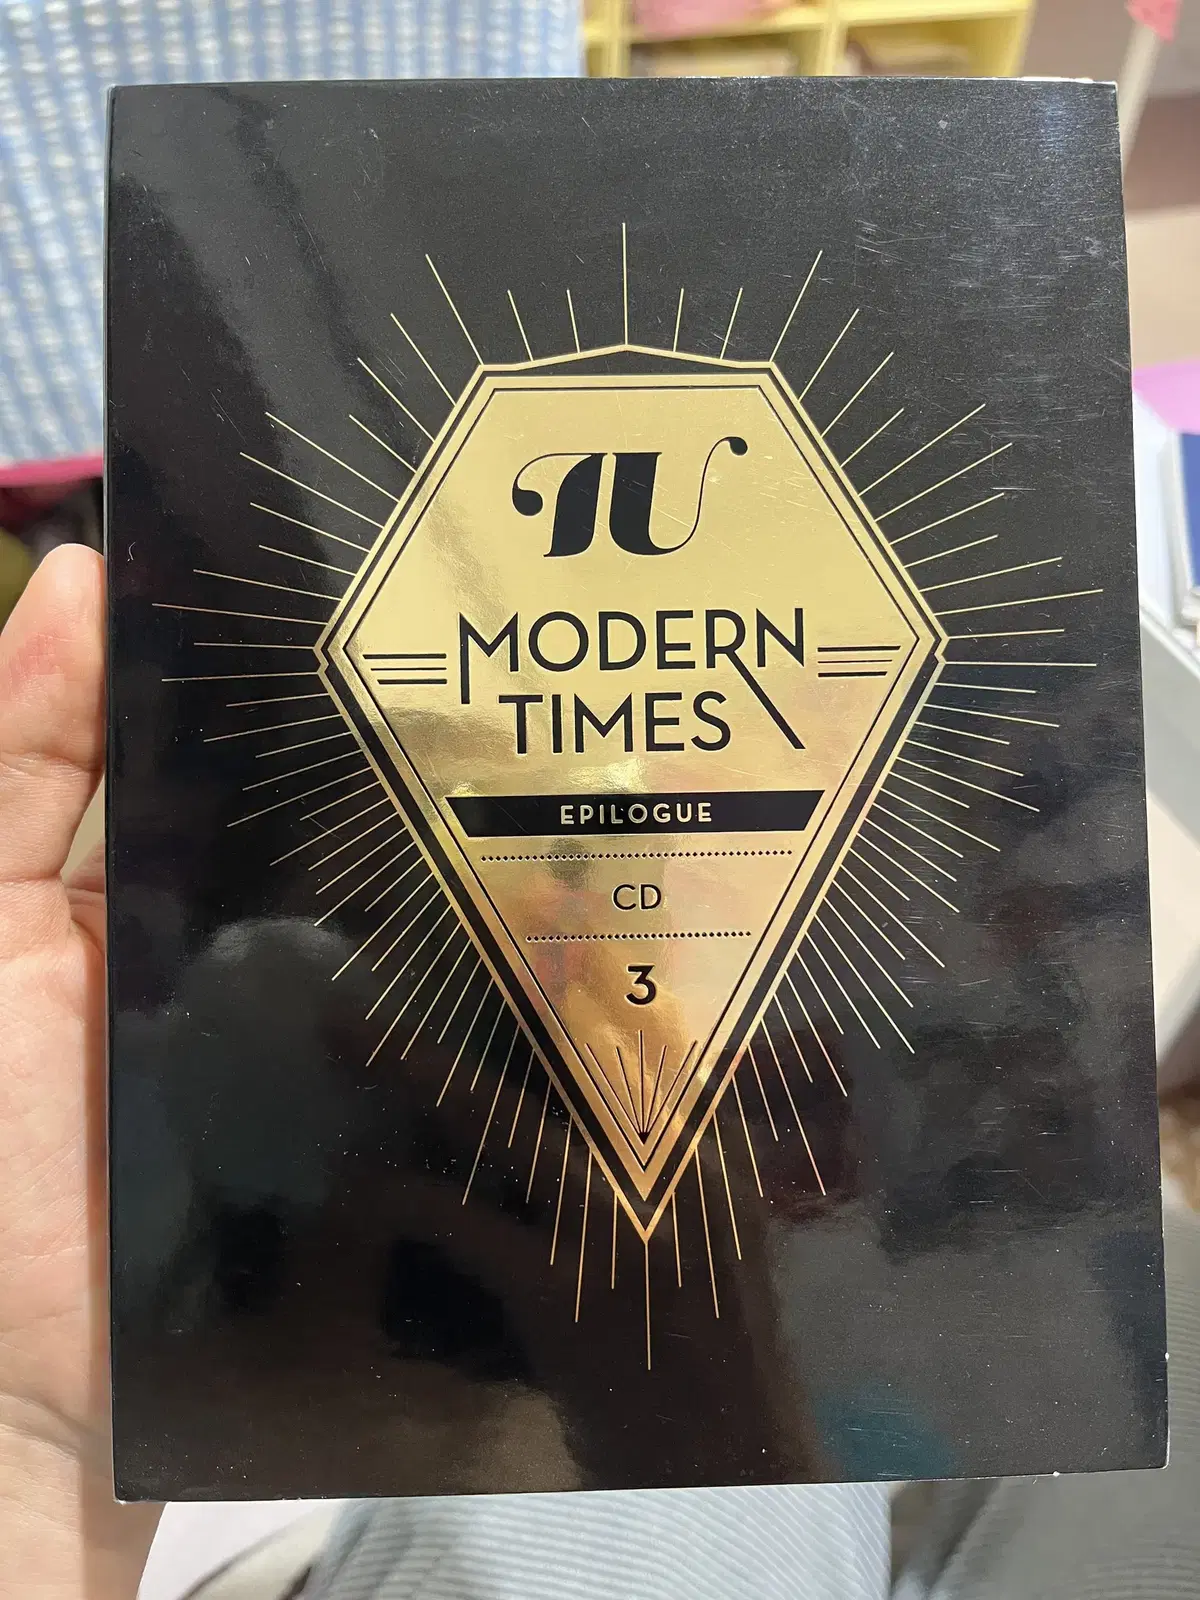 IU
MODERN
TIMES
EPILOGUE
CD
3